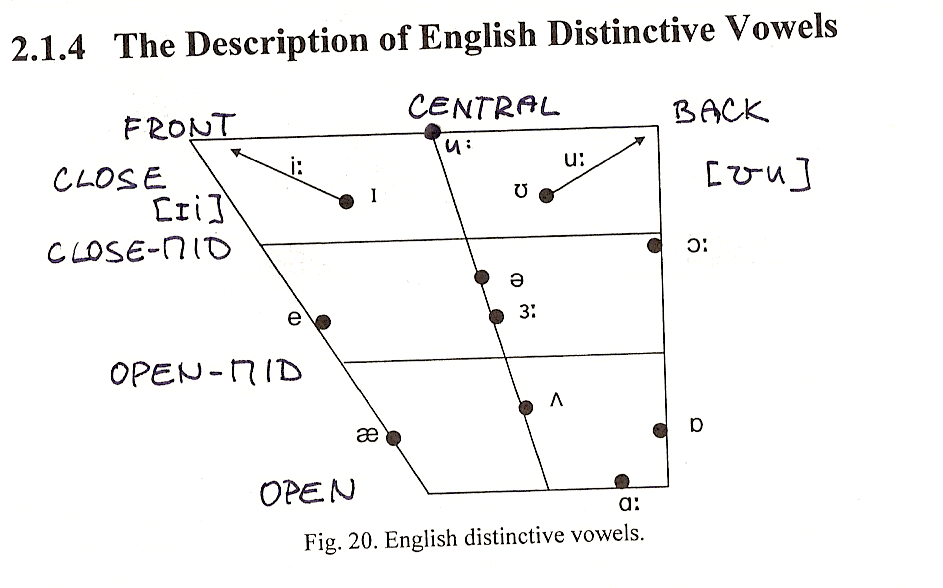 2.1.4 The Description of English Distinctive Vowels
FRONT CENTRAL BACK
CLOSE i: ɪ u: ʊ u: [ʊu]
[ɪi]
CLOSE-MID ɔ:
ə
e ɜ:
OPEN-MID
ʌ
æ ɒ
OPEN
ɑ:
Fig. 20. English distinctive vowels.